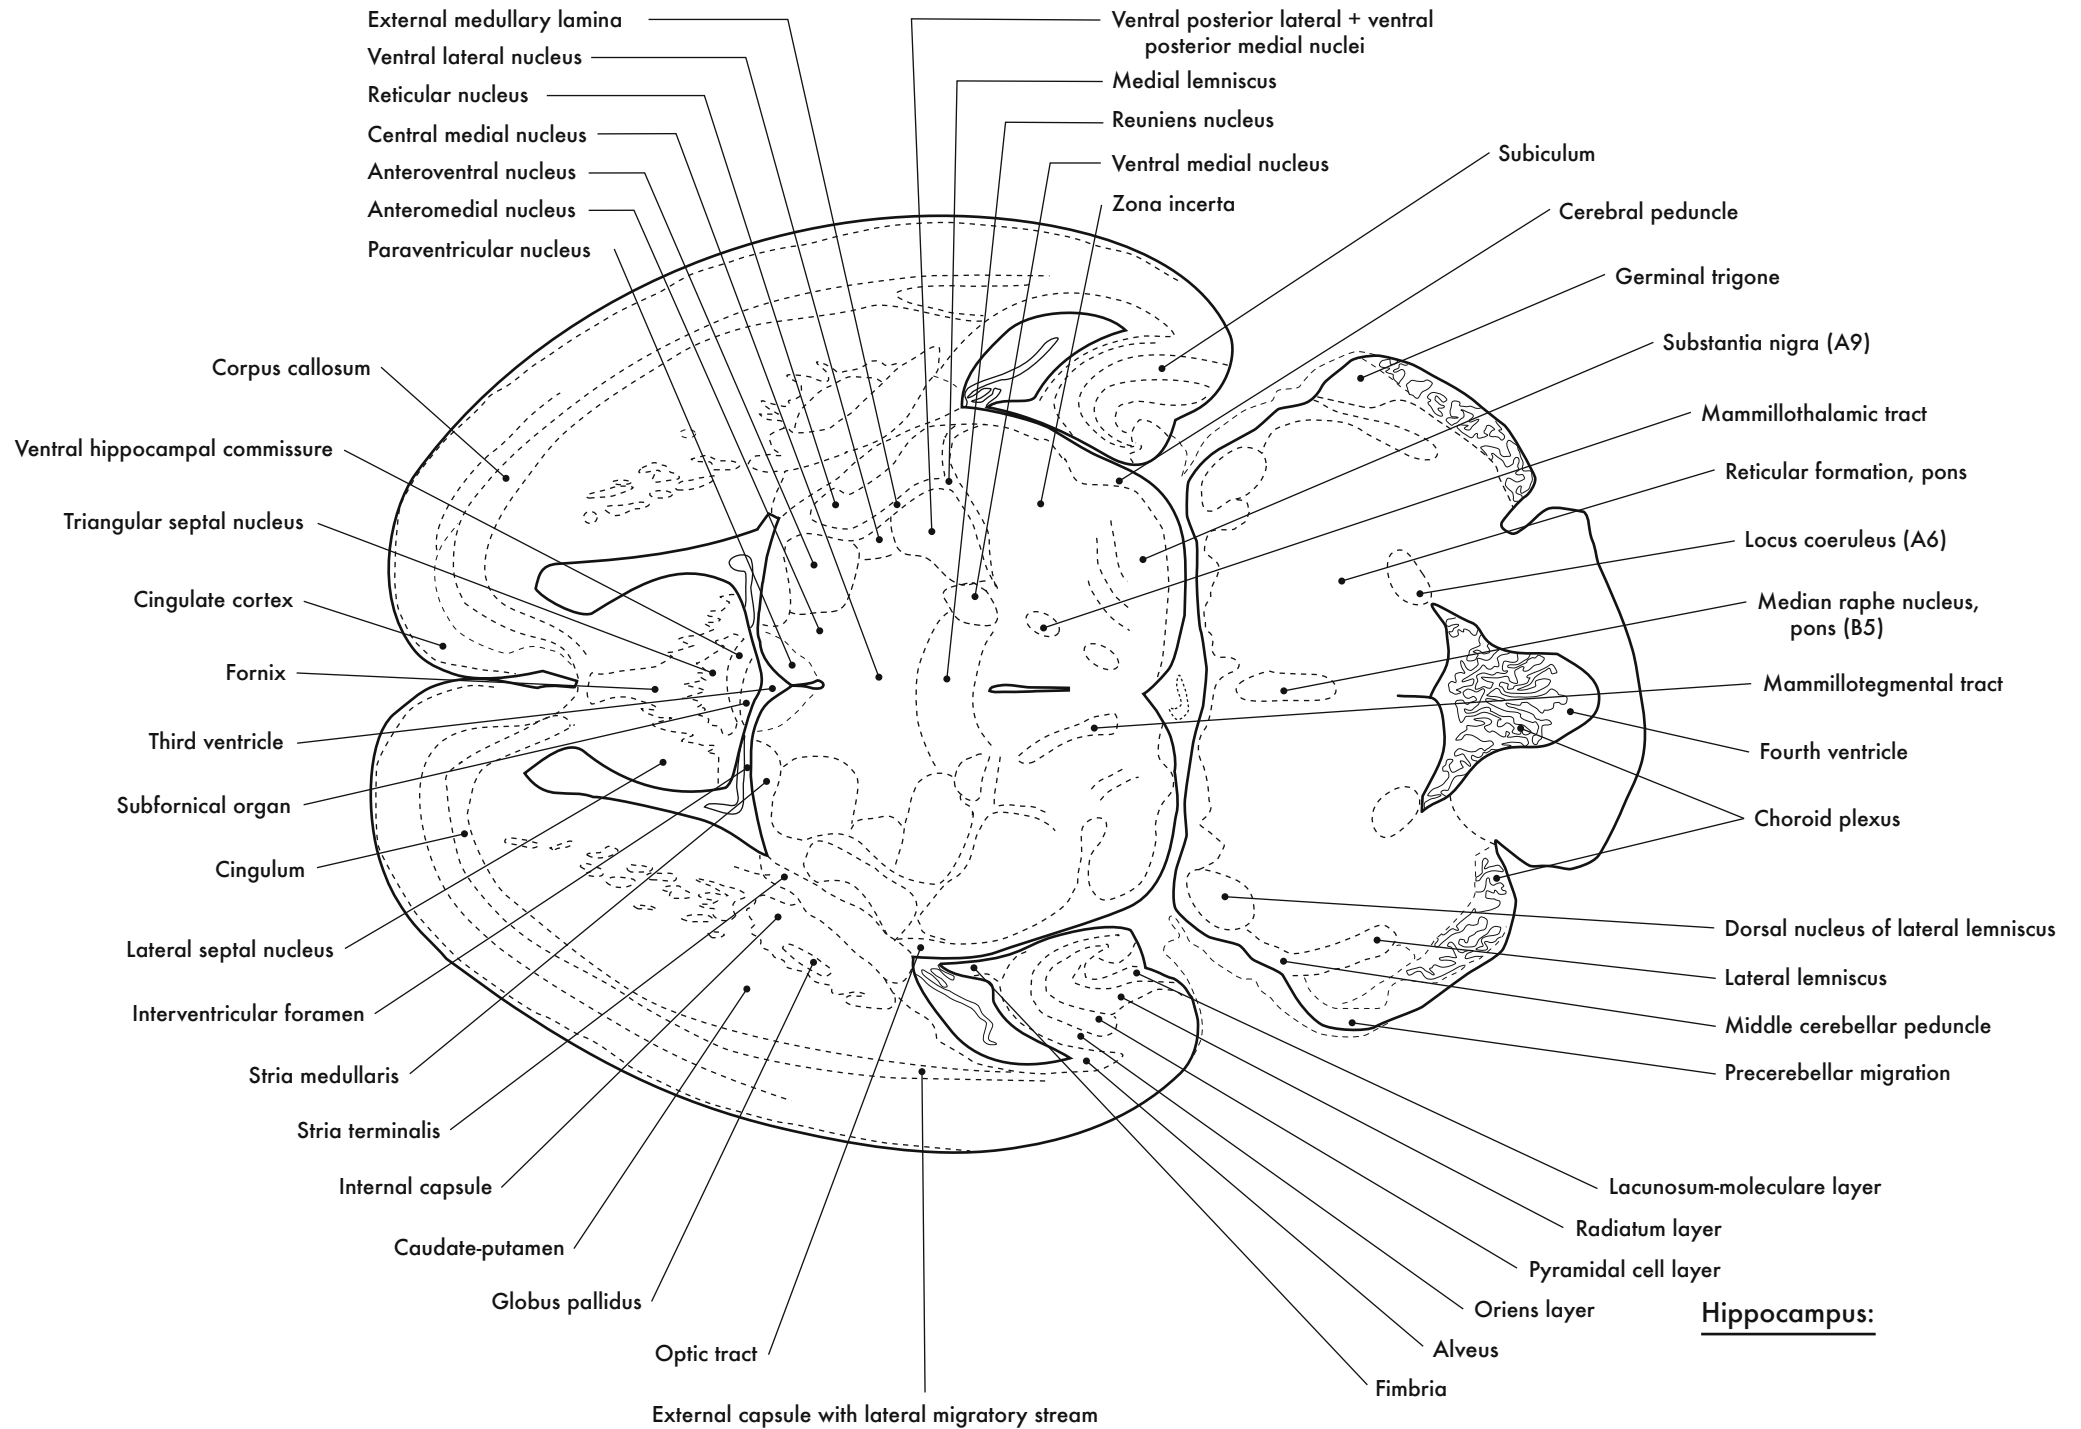 External medullary lamina
Ventral lateral nucleus
Reticular nucleus
Central medial nucleus
Anteroventral nucleus
Anteromedial nucleus
Paraventricular nucleus
Ventral posterior lateral + ventral
posterior medial nuclei
Medial lemniscus
Reuniens nucleus
Ventral medial nucleus
Zona incerta
Subiculum
Cerebral peduncle
Germinal trigone
Substantia nigra (A9)
Mammillothalamic tract
Reticular formation, pons
Locus coeruleus (A6)
Median raphe nucleus,
pons (B5)
Mammillotegmental tract
Fourth ventricle
Choroid plexus
Dorsal nucleus of lateral lemniscus
Lateral lemniscus
Middle cerebellar peduncle
Precerebellar migration
Corpus callosum
Ventral hippocampal commissure
Triangular septal nucleus
Cingulate cortex
Fornix
Third ventricle
Subfornical organ
Cingulum
Lateral septal nucleus
Interventricular foramen
Stria medullaris
Stria terminalis
Internal capsule
Caudate-putamen
Globus pallidus
Optic tract
External capsule with lateral migratory stream
Lacunosum-moleculare layer
Radiatum layer
Pyramidal cell layer
Oriens layer
Hippocampus:
Alveus
Fimbria